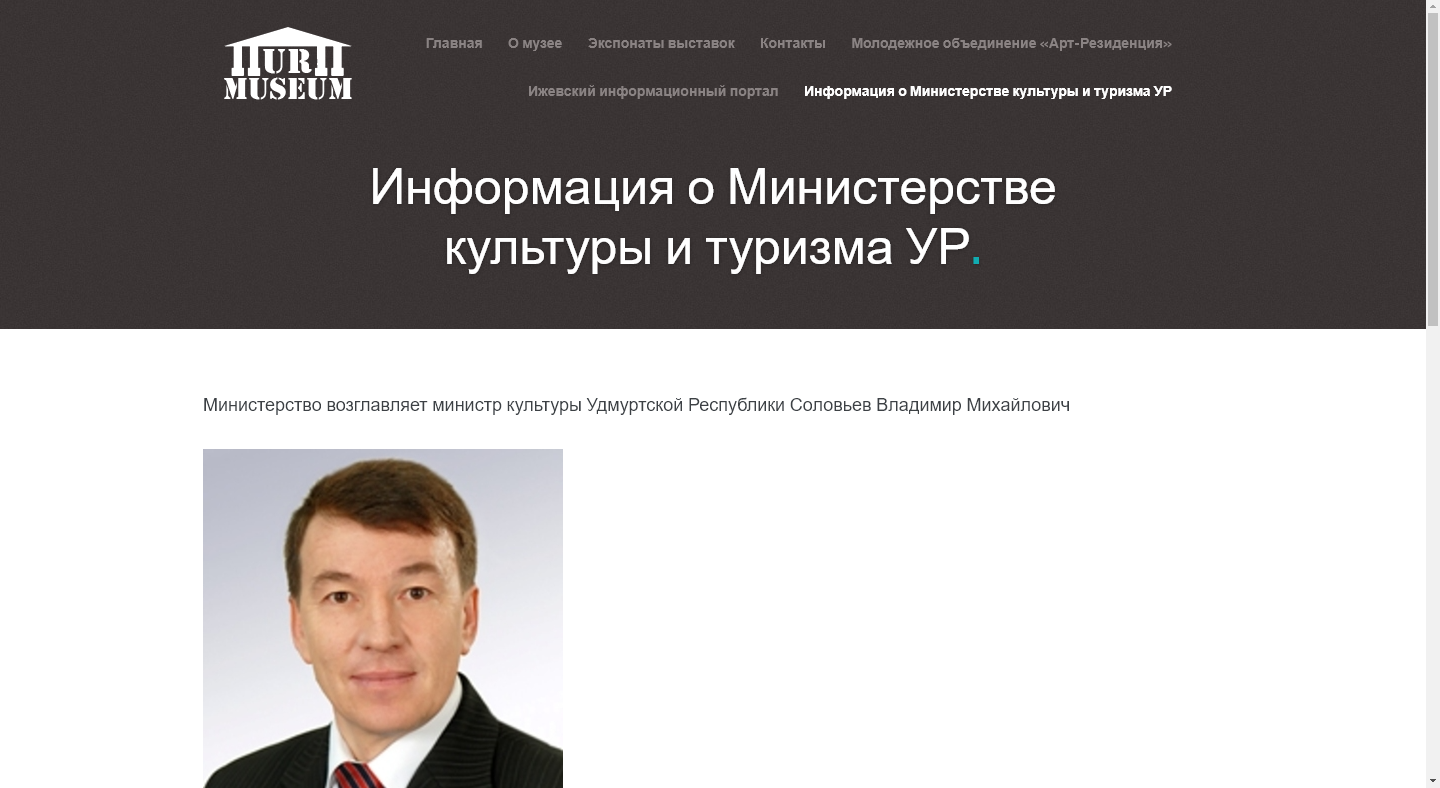 UR
MUSEUM
Главная О музее Экспонаты выставок Контакты Молодежное объединение «Арт-Резиденция»
Ижевский информационный портал Информация о Министерстве культуры и туризма УР
Информация о Министерстве
культуры и туризма УР.
Министерство возглавляет министр культуры Удмуртской Республики Соловьев Владимир Михайлович